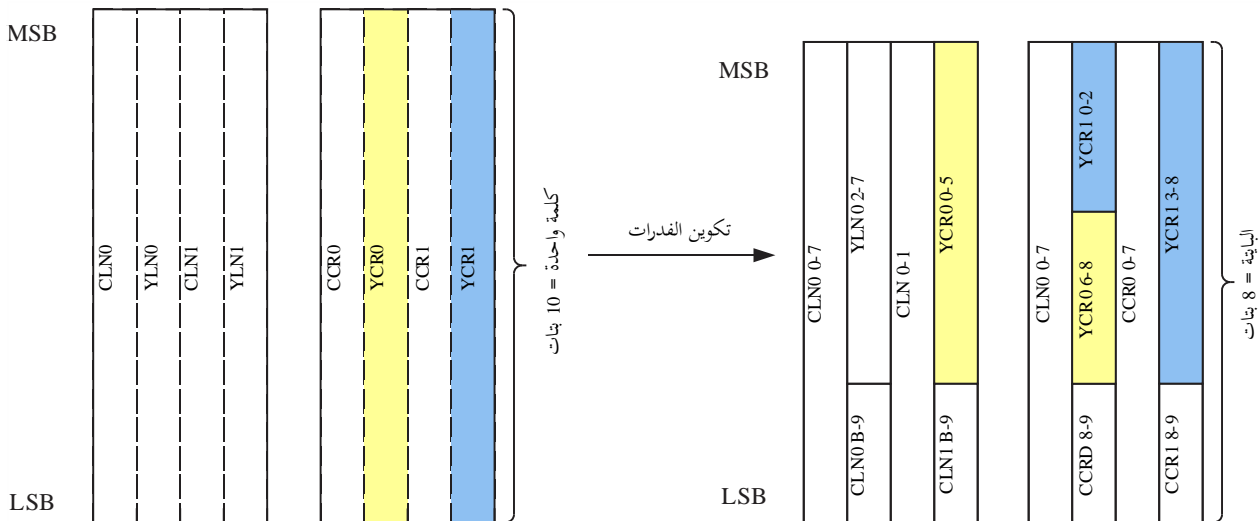 MSB
CLN0
YLN0
CLN1
YLN1
CCR0
YCR0
CCR1
YCR1
LSB
كلمة واحدة = 10 بتات
تكوين الفدرات
MSB
CLN0 0-7
YLN0 2-7
CLN0 B-9
CLN 0-1
YCR0 0-5
CLN1 B-9
CLN0 0-7
YCR1 0-2
YCR0 6-8
CCRD 8-9
CCR0 0-7
YCR1 3-8
CCR1 8-9
LSB
البايتة = 8 بتات